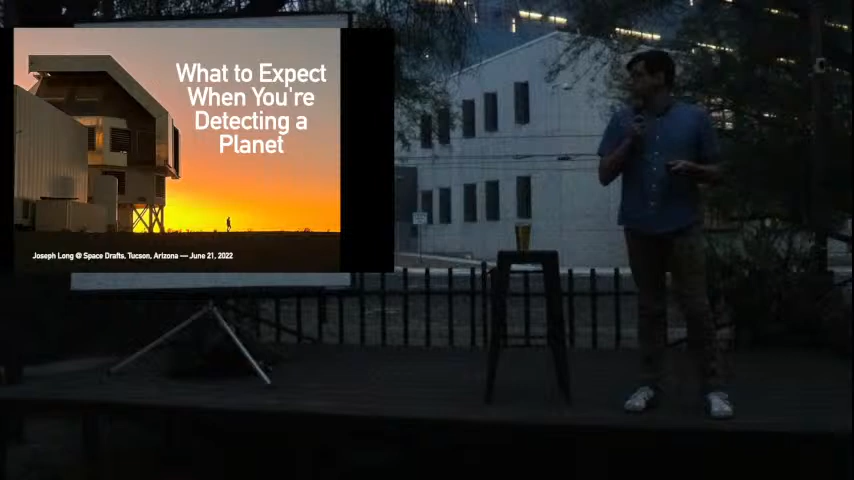 What to Expect
When You're
Detecting a
Planet
Joseph Long @ Space Drafts, Tucson, Arizona — June 21, 2022